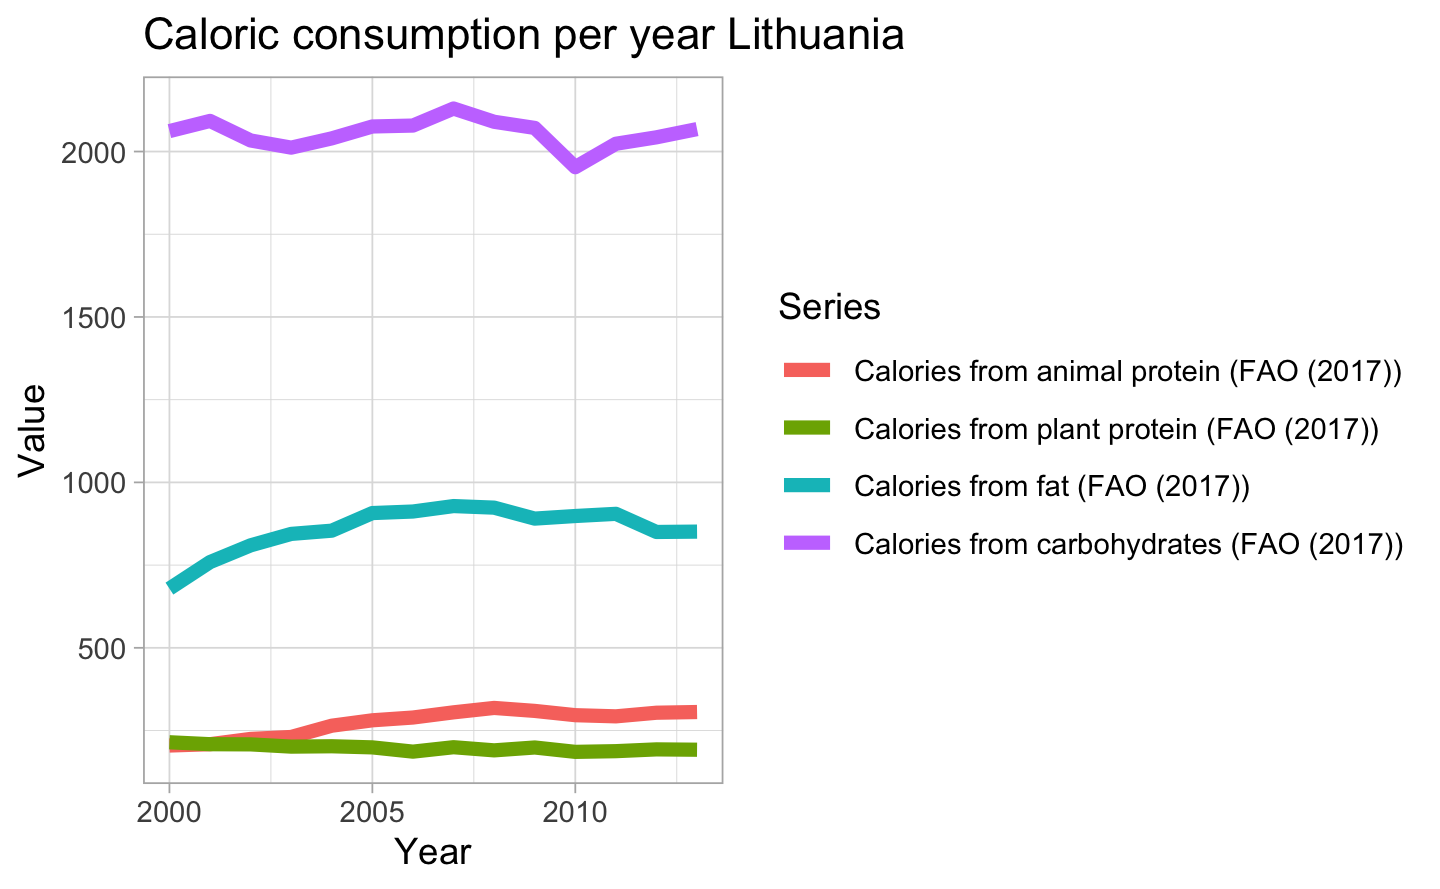 Caloric consumption per year Lithuania
2000
1500
1000
500
Value
2000 2005 2010
Year
Series
Calories from animal protein (FAO (2017))
Calories from plant protein (FAO (2017))
Calories from fat (FAO (2017))
Calories from carbohydrates (FAO (2017))